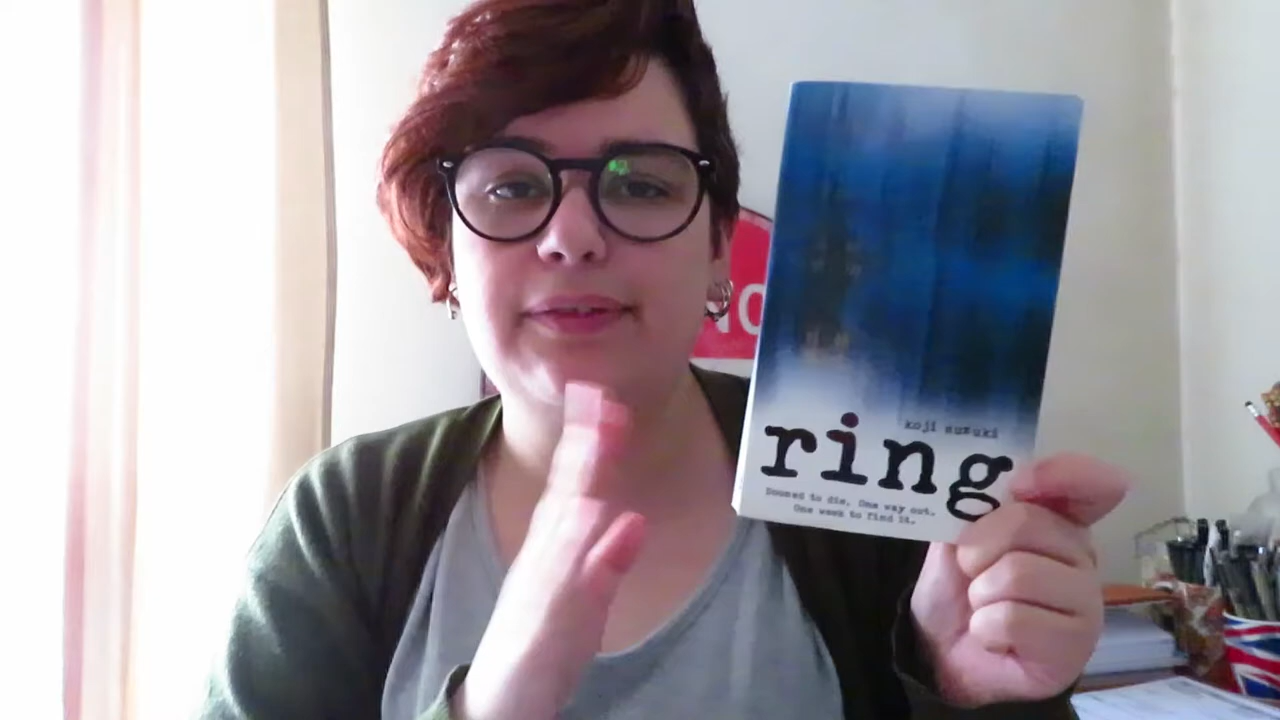 koji suzuki
ring
Doomed to die. One way out.
One week to find it.